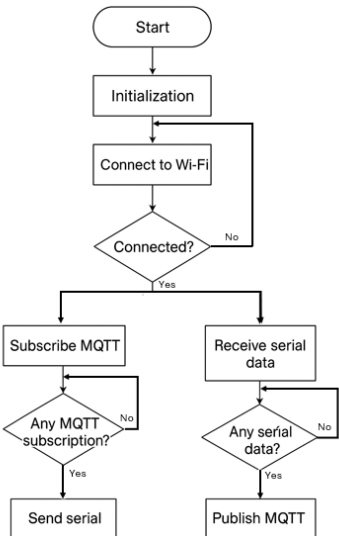 Start
Initialization
Connect to Wi-Fi
Connected?
No
Yes
Subscribe MQTT
Any MQTT
subscription?
No
Yes
Send serial
Receive serial
data
Any serial
data?
No
Yes
Publish MQTT